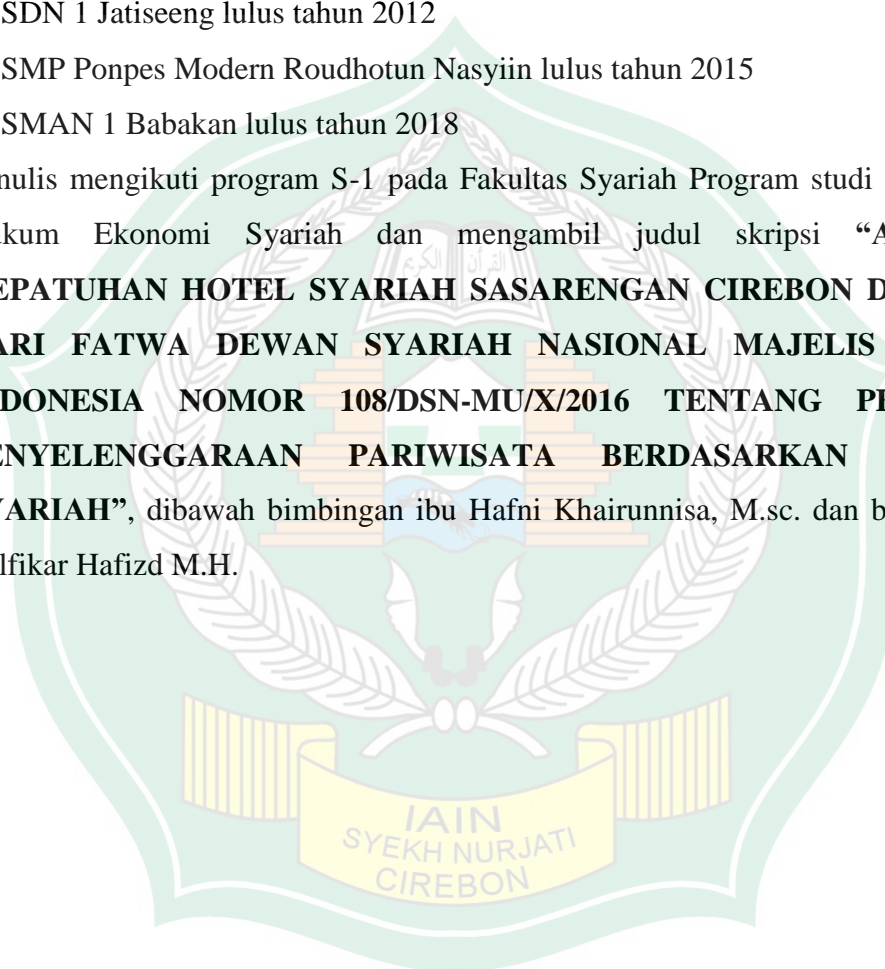 SDN 1 Jatiseeng lulus tahun 2012
SMP Ponpes Modern Roudhotun Nasyiin lulus tahun 2015
SMAN 1 Babakan lulus tahun 2018
nulis mengikuti program S-1 pada Fakultas Syariah Program studi
kum Ekonomi Syariah dan mengambil judul skripsi “A
EPATUHAN HOTEL SYARIAH SASARENGAN CIREBON D
ARI FATWA DEWAN SYARIAH NASIONAL MAJELIS
DONESIA NOMOR 108/DSN-MU/X/2016 TENTANG PE
ENYELENGGARAAN PARIWISATA BERDASARKAN
YARIAH”, dibawah bimbingan ibu Hafni Khairunnisa, M.sc. dan b
lfikar Hafizd M.H.
IAIN
SYEKH NURJATI
CIREBON